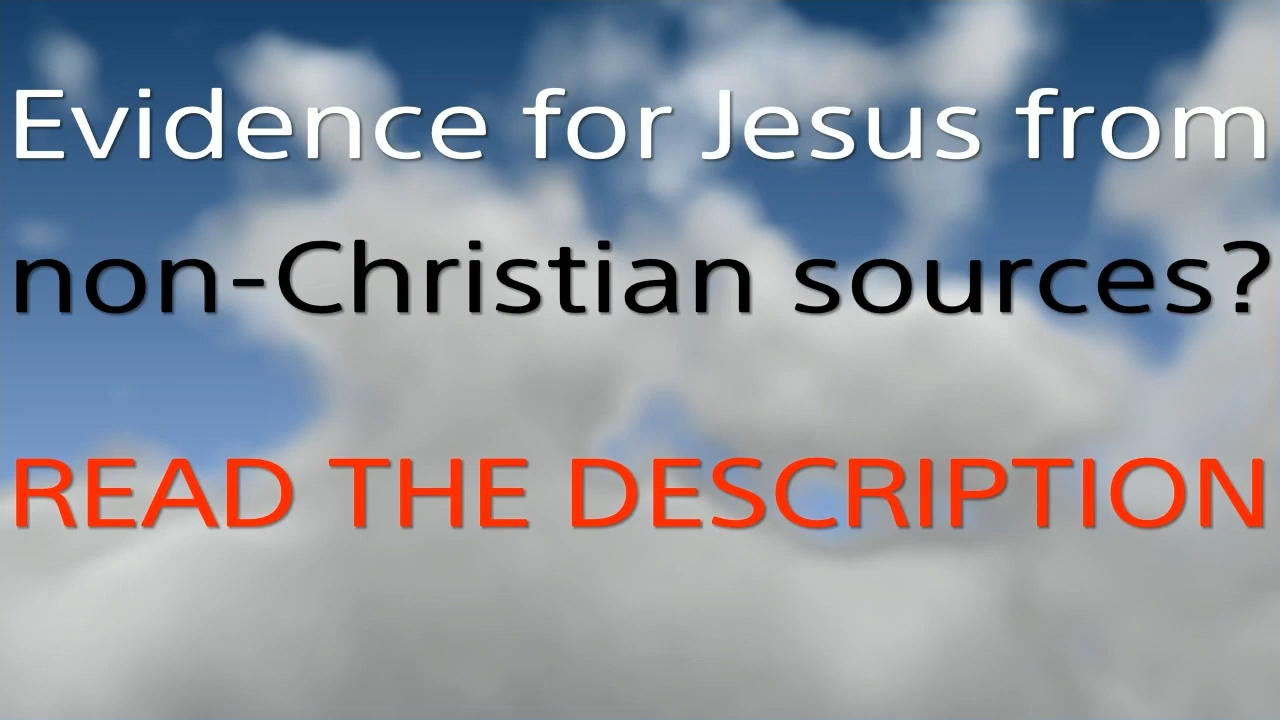 Evidence for Jesus from
non-Christian sources?
READ THE DESCRIPTION